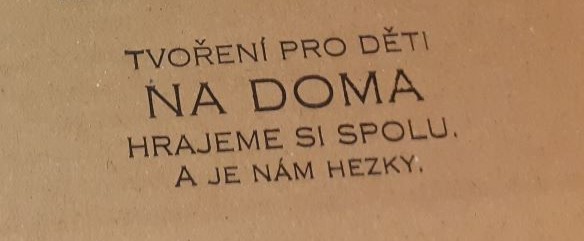 TVOŘENÍ PRO DĚTI
NA DOMA
HRAJEME SI SPOLU.
A JE NÁM HEZKY.